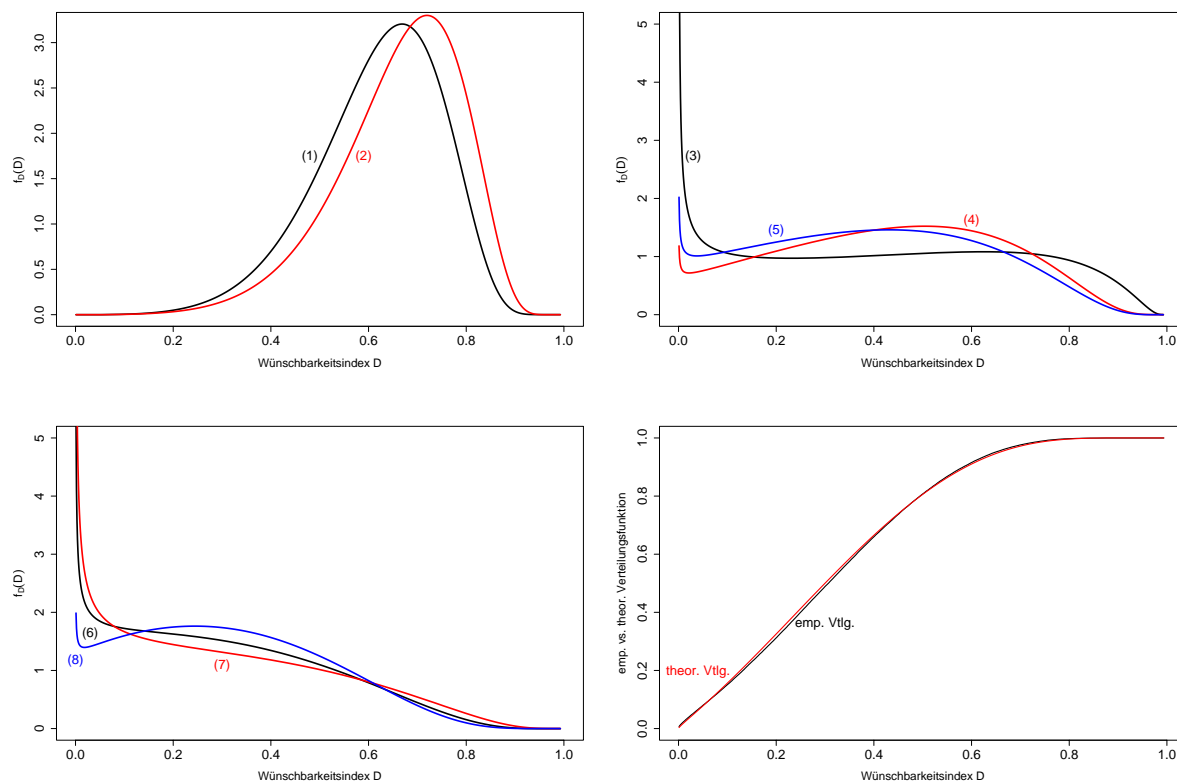 f_D(D)
0.0 0.5 1.0 1.5 2.0 2.5 3.0
(1)
(2)
0.0 0.2 0.4 0.6 0.8 1.0
Wünschbarkeitsindex D
f_D(D)
0 1 2 3 4 5
(3)
(4)
(5)
0.0 0.2 0.4 0.6 0.8 1.0
Wünschbarkeitsindex D
f_D(D)
0 1 2 3 4 5
(6)
(7)
(8)
0.0 0.2 0.4 0.6 0.8 1.0
Wünschbarkeitsindex D
emp. vs. theor. Verteilungsfunktion
0.0 0.2 0.4 0.6 0.8 1.0
emp. Vtlg.
theor. Vtlg.
0.0 0.2 0.4 0.6 0.8 1.0
Wünschbarkeitsindex D